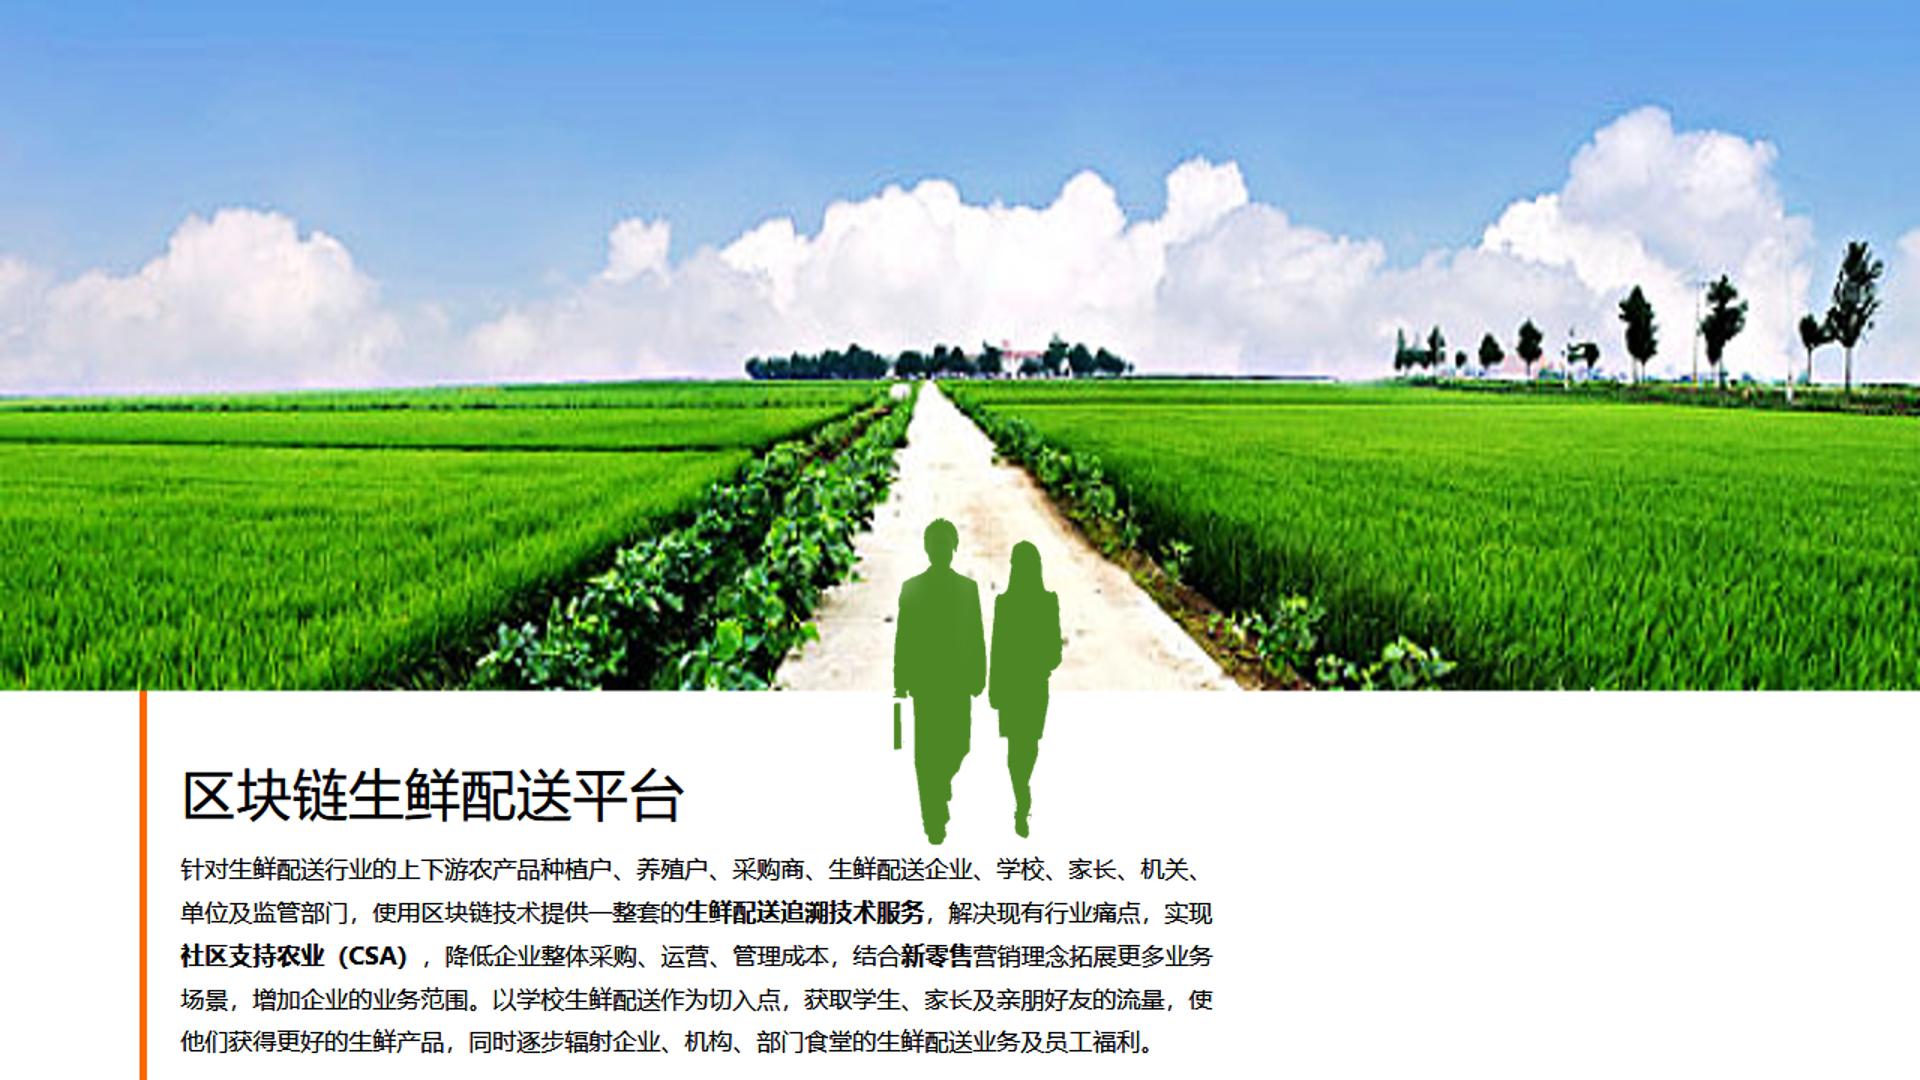 区块链生鲜配送平台
针对生鲜配送行业的上下游农产品种植户、养殖户、采购商、生鲜配送企业、学校、家长、机关、
单位及监管部门，使用区块链技术提供一整套的生鲜配送追溯技术服务，解决现有行业痛点，实现
社区支持农业（CSA），降低企业整体采购、运营、管理成本，结合新零售营销理念拓展更多业务
场景，增加企业的业务范围。以学校生鲜配送作为切入点，获取学生、家长及亲朋好友的流量，使
他们获得更好的生鲜产品，同时逐步辐射企业、机构、部门食堂的生鲜配送业务及员工福利。